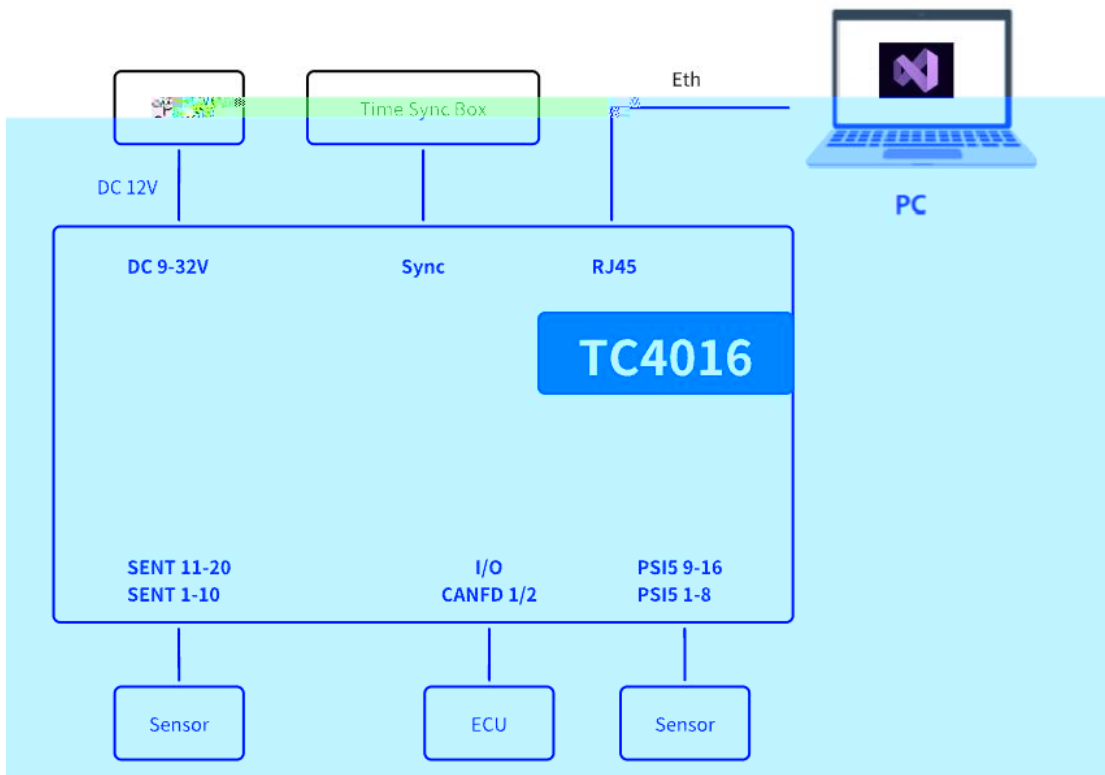 Eth
Time Sync Box
DC 12V
PC
DC 9-32V
Sync
RJ45
TC4016
SENT 11-20
I/O
PSI5 9-16
SENT 1-10
CANFD 1/2
PSI5 1-8
Sensor
ECU
Sensor